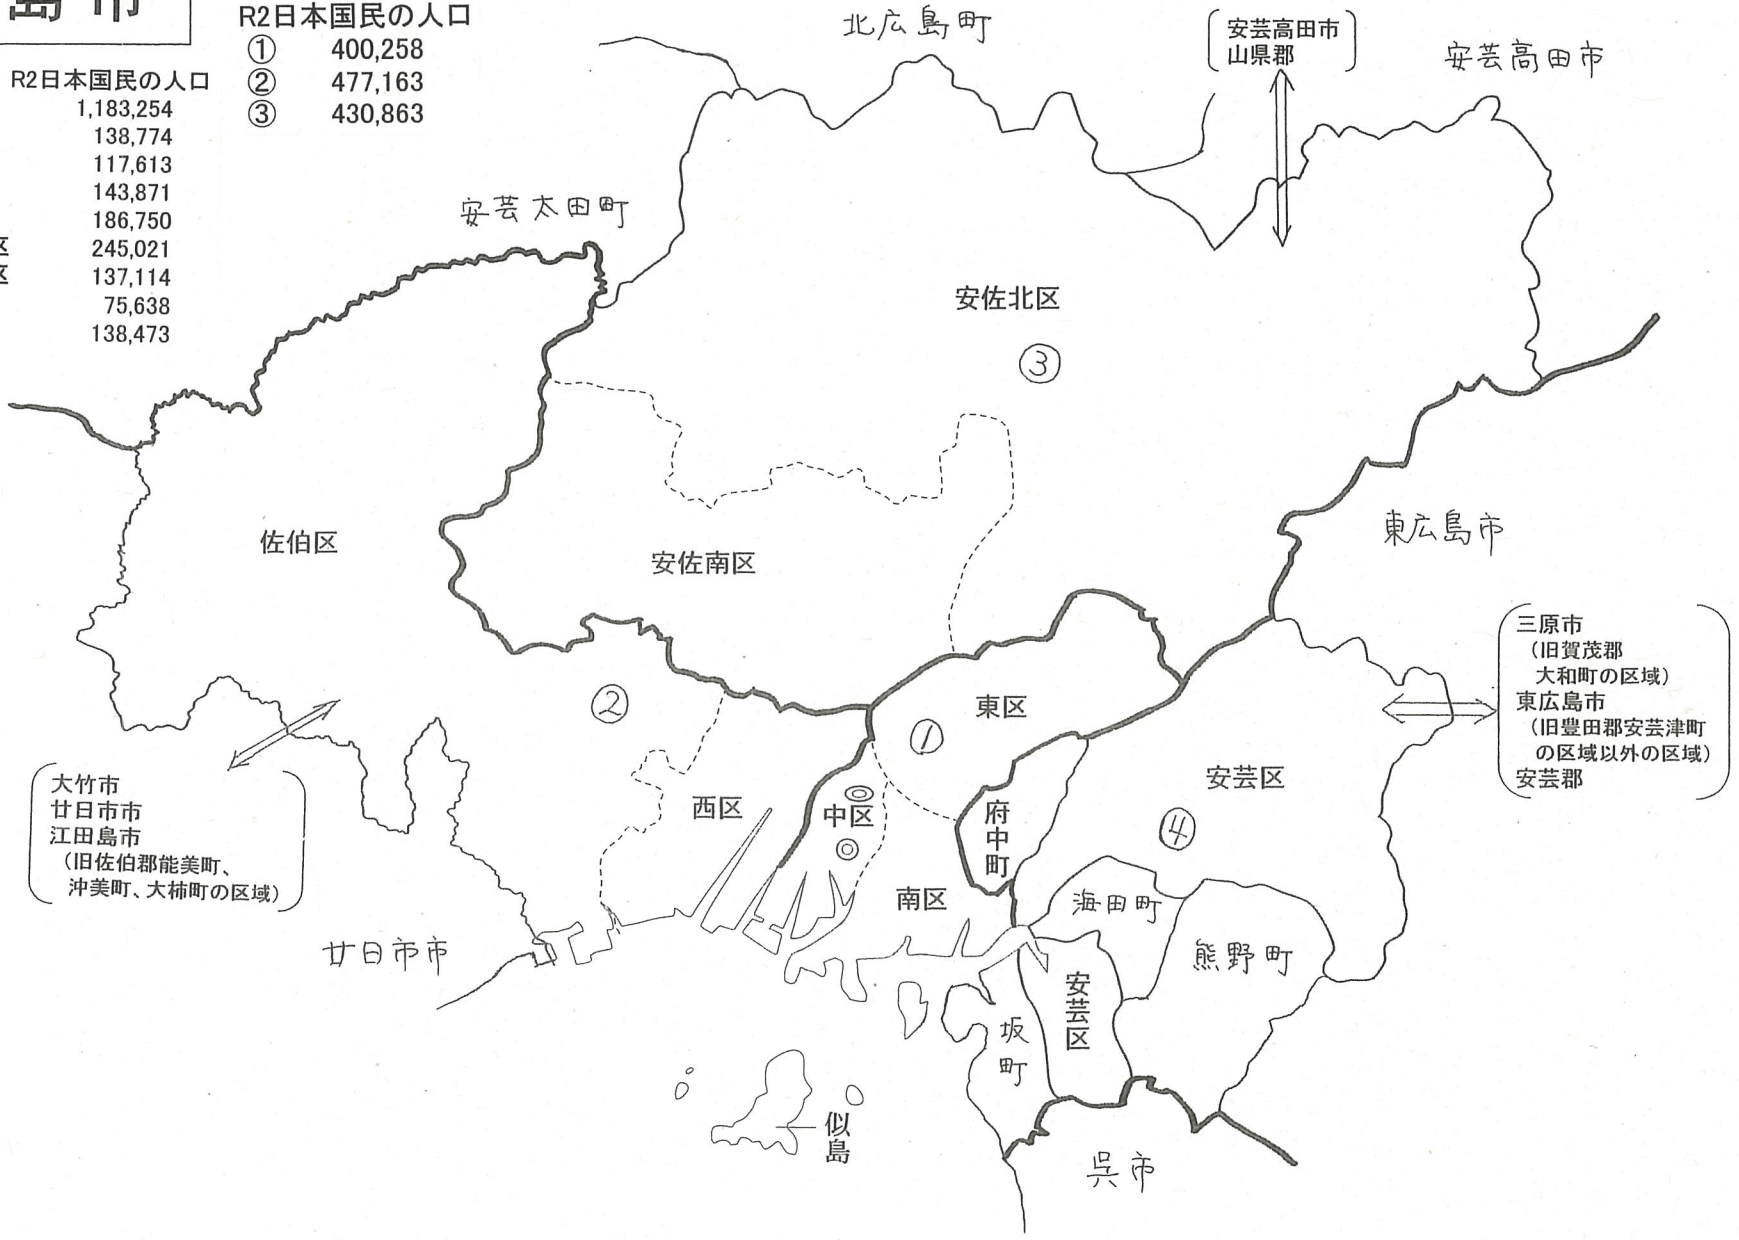 島市
R2日本国民の人口
① 400,258
② 477,163
③ 430,863
R2日本国民の人口
1,183,254
138,774
117,613
143,871
186,750
区 245,021
区 137,114
75,638
138,473
北広島町
安芸高田市
山県郡
安芸高田市
安芸太田町
安佐北区
③
佐伯区
安佐南区
東広島市
三原市
(旧賀茂郡
大和町の区域)
東広島市
(旧豊田郡安芸津町
の区域以外の区域)
安芸郡
②
東区
①
安芸区
④
大竹市
廿日市市
江田島市
(旧佐伯郡能美町、
沖美町、大柿町の区域)
西区
中区
府中町
南区
海田町
廿日市市
熊野町
安芸区
坂町
似島
呉市